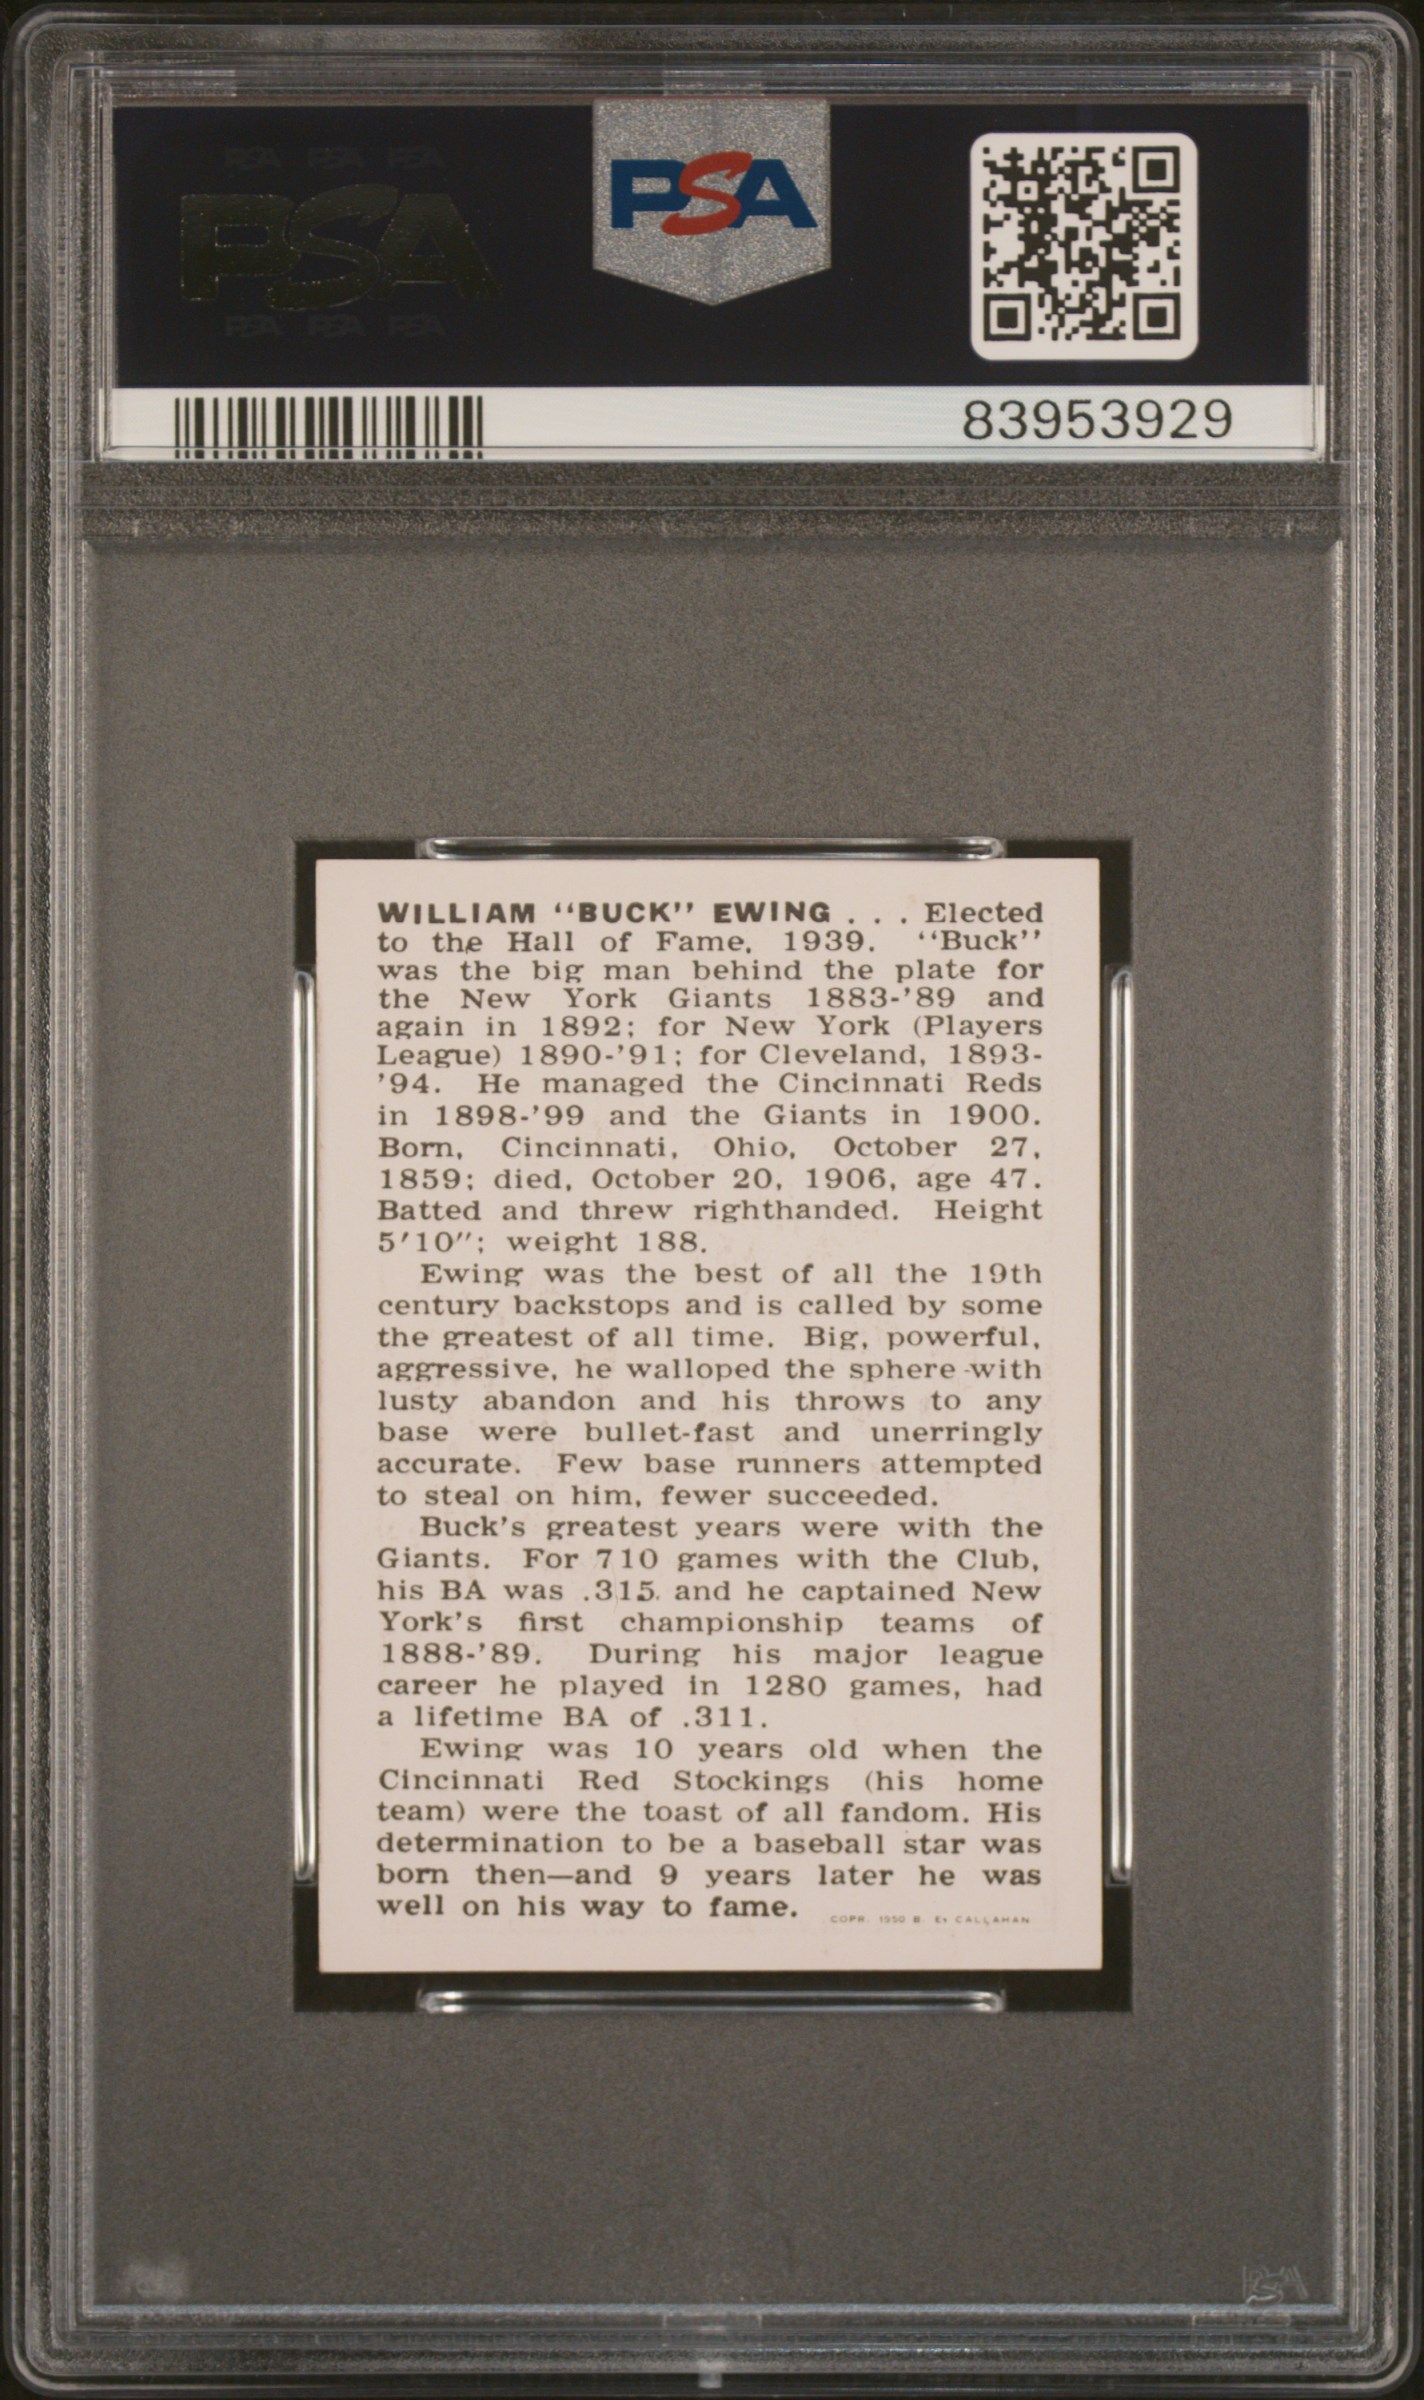 PSA PSA PSA
PSA
PSA PSA PSA
PSA
83953929
WILLIAM “BUCK” EWING . . . Elected
to the Hall of Fame, 1939. “Buck”
was the big man behind the plate for
the New York Giants 1883-’89 and
again in 1892; for New York (Players
League) 1890-’91; for Cleveland, 1893-
’94. He managed the Cincinnati Reds
in 1898-’99 and the Giants in 1900.
Born, Cincinnati, Ohio, October 27,
1859; died, October 20, 1906, age 47.
Batted and threw righthanded. Height
5′10″; weight 188.
Ewing was the best of all the 19th
century backstops and is called by some
the greatest of all time. Big, powerful,
aggressive, he walloped the sphere with
lusty abandon and his throws to any
base were bullet-fast and unerringly
accurate. Few base runners attempted
to steal on him, fewer succeeded.
Buck’s greatest years were with the
Giants. For 710 games with the Club,
his BA was .315 and he captained New
York’s first championship teams of
1888-’89. During his major league
career he played in 1280 games, had
a lifetime BA of .311.
Ewing was 10 years old when the
Cincinnati Red Stockings (his home
team) were the toast of all fandom. His
determination to be a baseball star was
born then—and 9 years later he was
well on his way to fame.
COPR. 1950 B. E. CALLAHAN
PSA